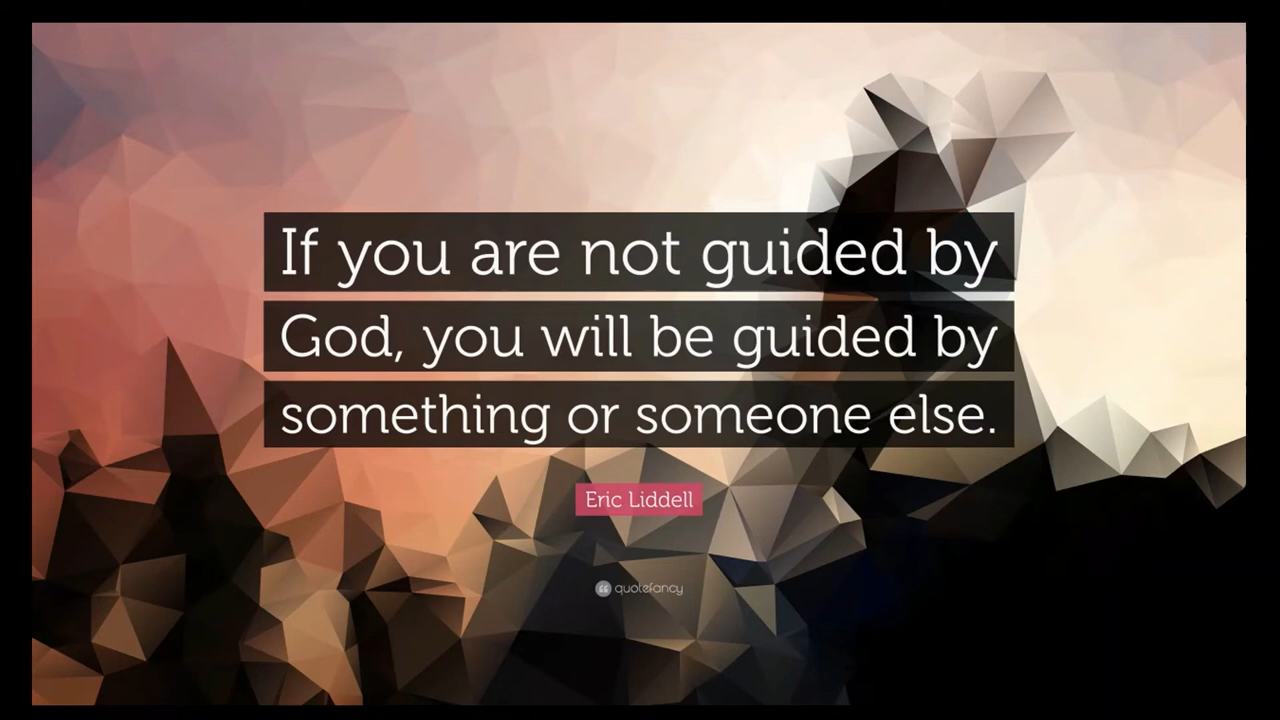 If you are not guided by
God, you will be guided by
something or someone else.
Eric Liddell
quotefancy